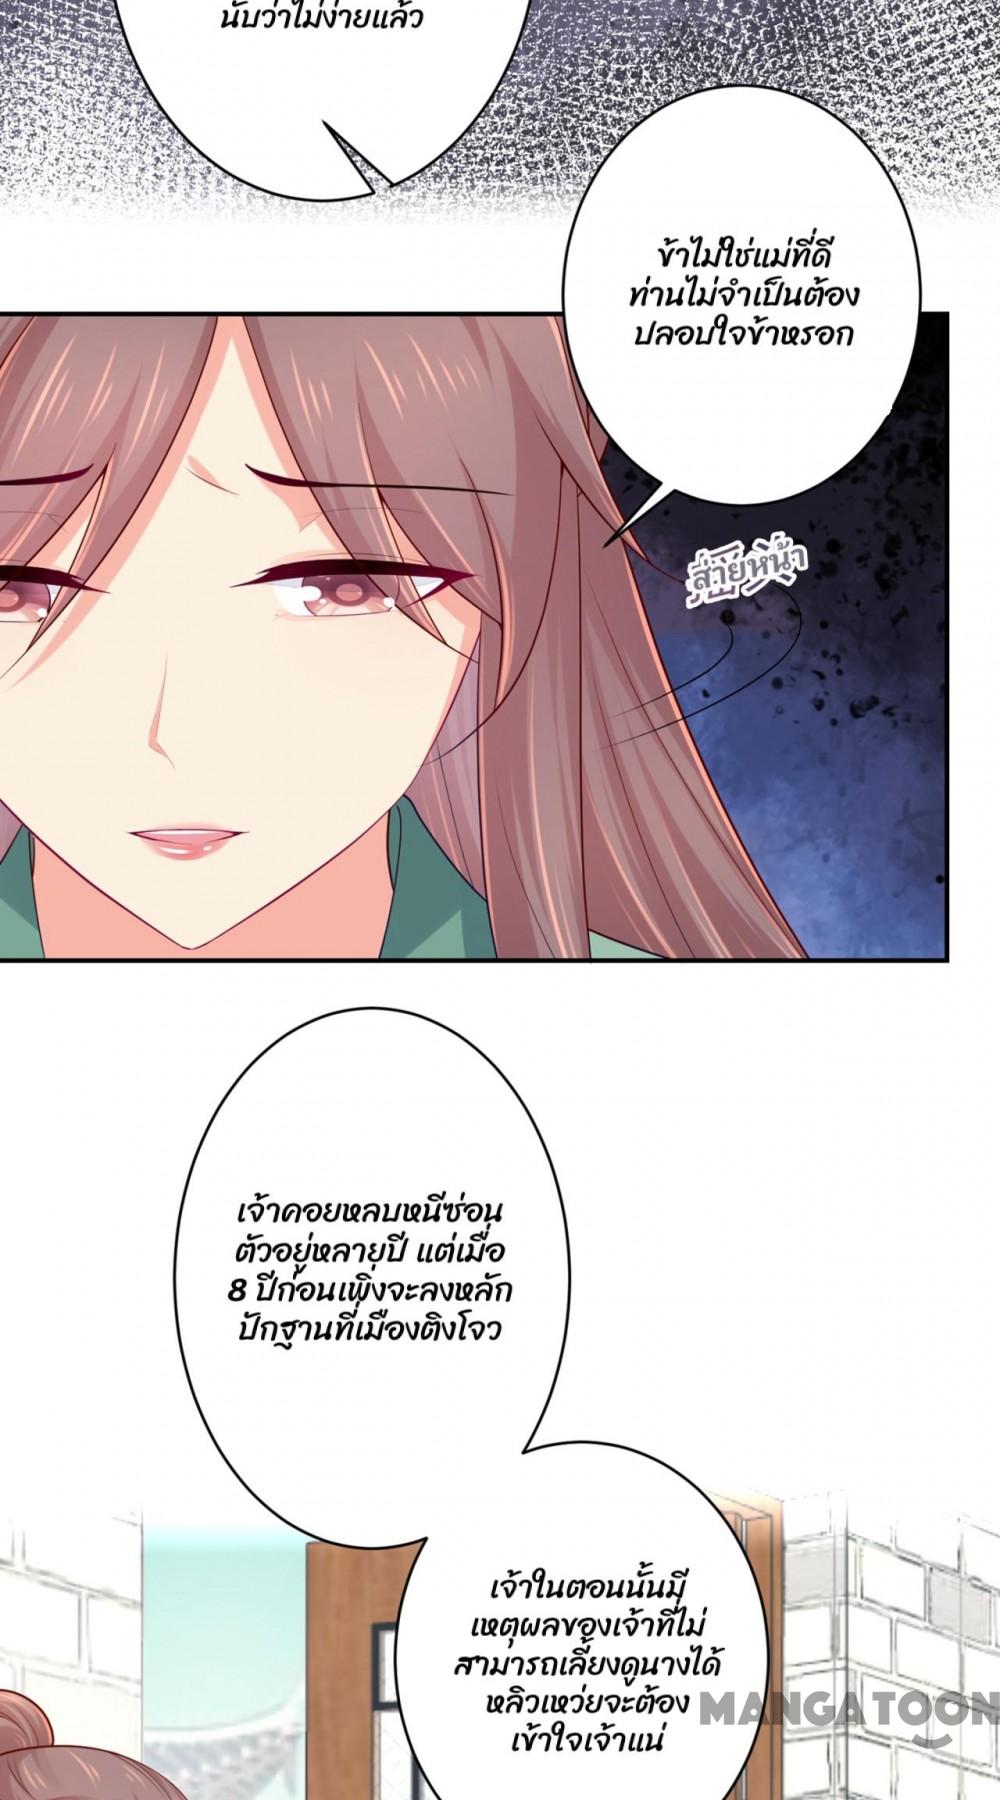 นับว่าไม่ง่ายแล้ว
ข้าไม่ใช่แม่ที่ดี
ท่านไม่จำเป็นต้อง
ปลอบใจข้าหรอก
ส่ายหน้า
เจ้าคอยหลบหนีซ่อน
ตัวอยู่หลายปี แต่เมื่อ
8 ปีก่อนเพิ่งจะลงหลัก
ปักฐานที่เมืองติงโจว
เจ้าในตอนนั้นมี
เหตุผลของเจ้าที่ไม่
สามารถเลี้ยงดูนางได้
หลิวเหว่ยจะต้อง
เข้าใจเจ้าแน่
MANGATOON